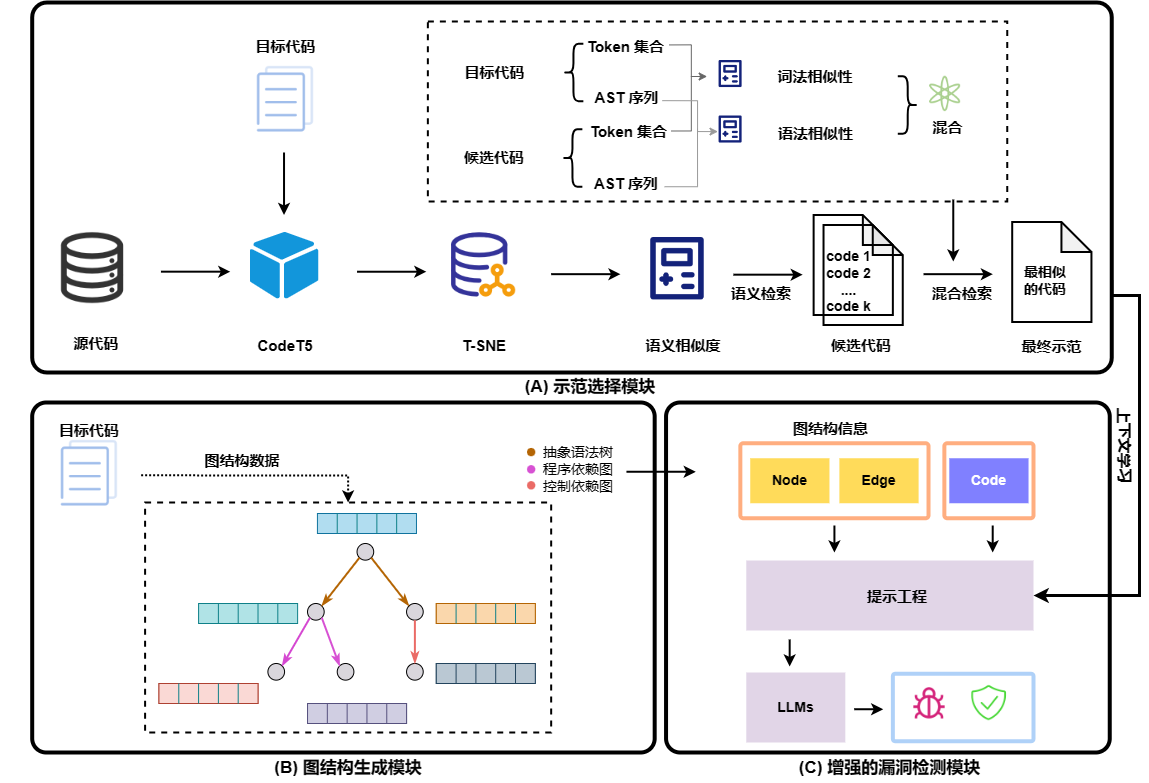 目标代码
目标代码
Token 集合
AST 序列
候选代码
Token 集合
AST 序列
词法相似性
语法相似性
混合
源代码
CodeT5
T-SNE
语义相似度
语义检索
code 1
code 2
....
code k
候选代码
混合检索
最相似
的代码
最终示范
(A) 示范选择模块
上下文学习
目标代码
图结构数据
抽象语法树
程序依赖图
控制依赖图
(B) 图结构生成模块
图结构信息
Node
Edge
Code
提示工程
LLMs
(C) 增强的漏洞检测模块